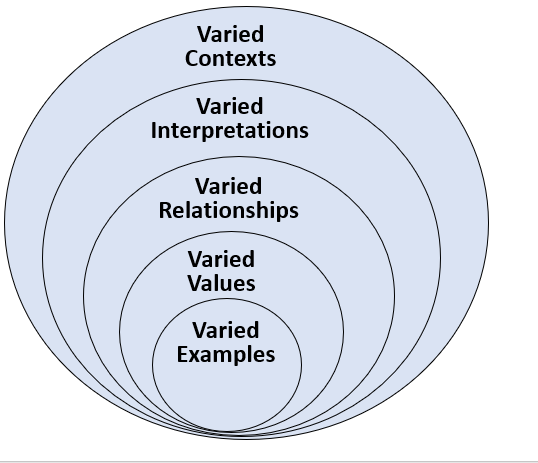 Varied
Contexts
Varied
Interpretations
Varied
Relationships
Varied
Values
Varied
Examples